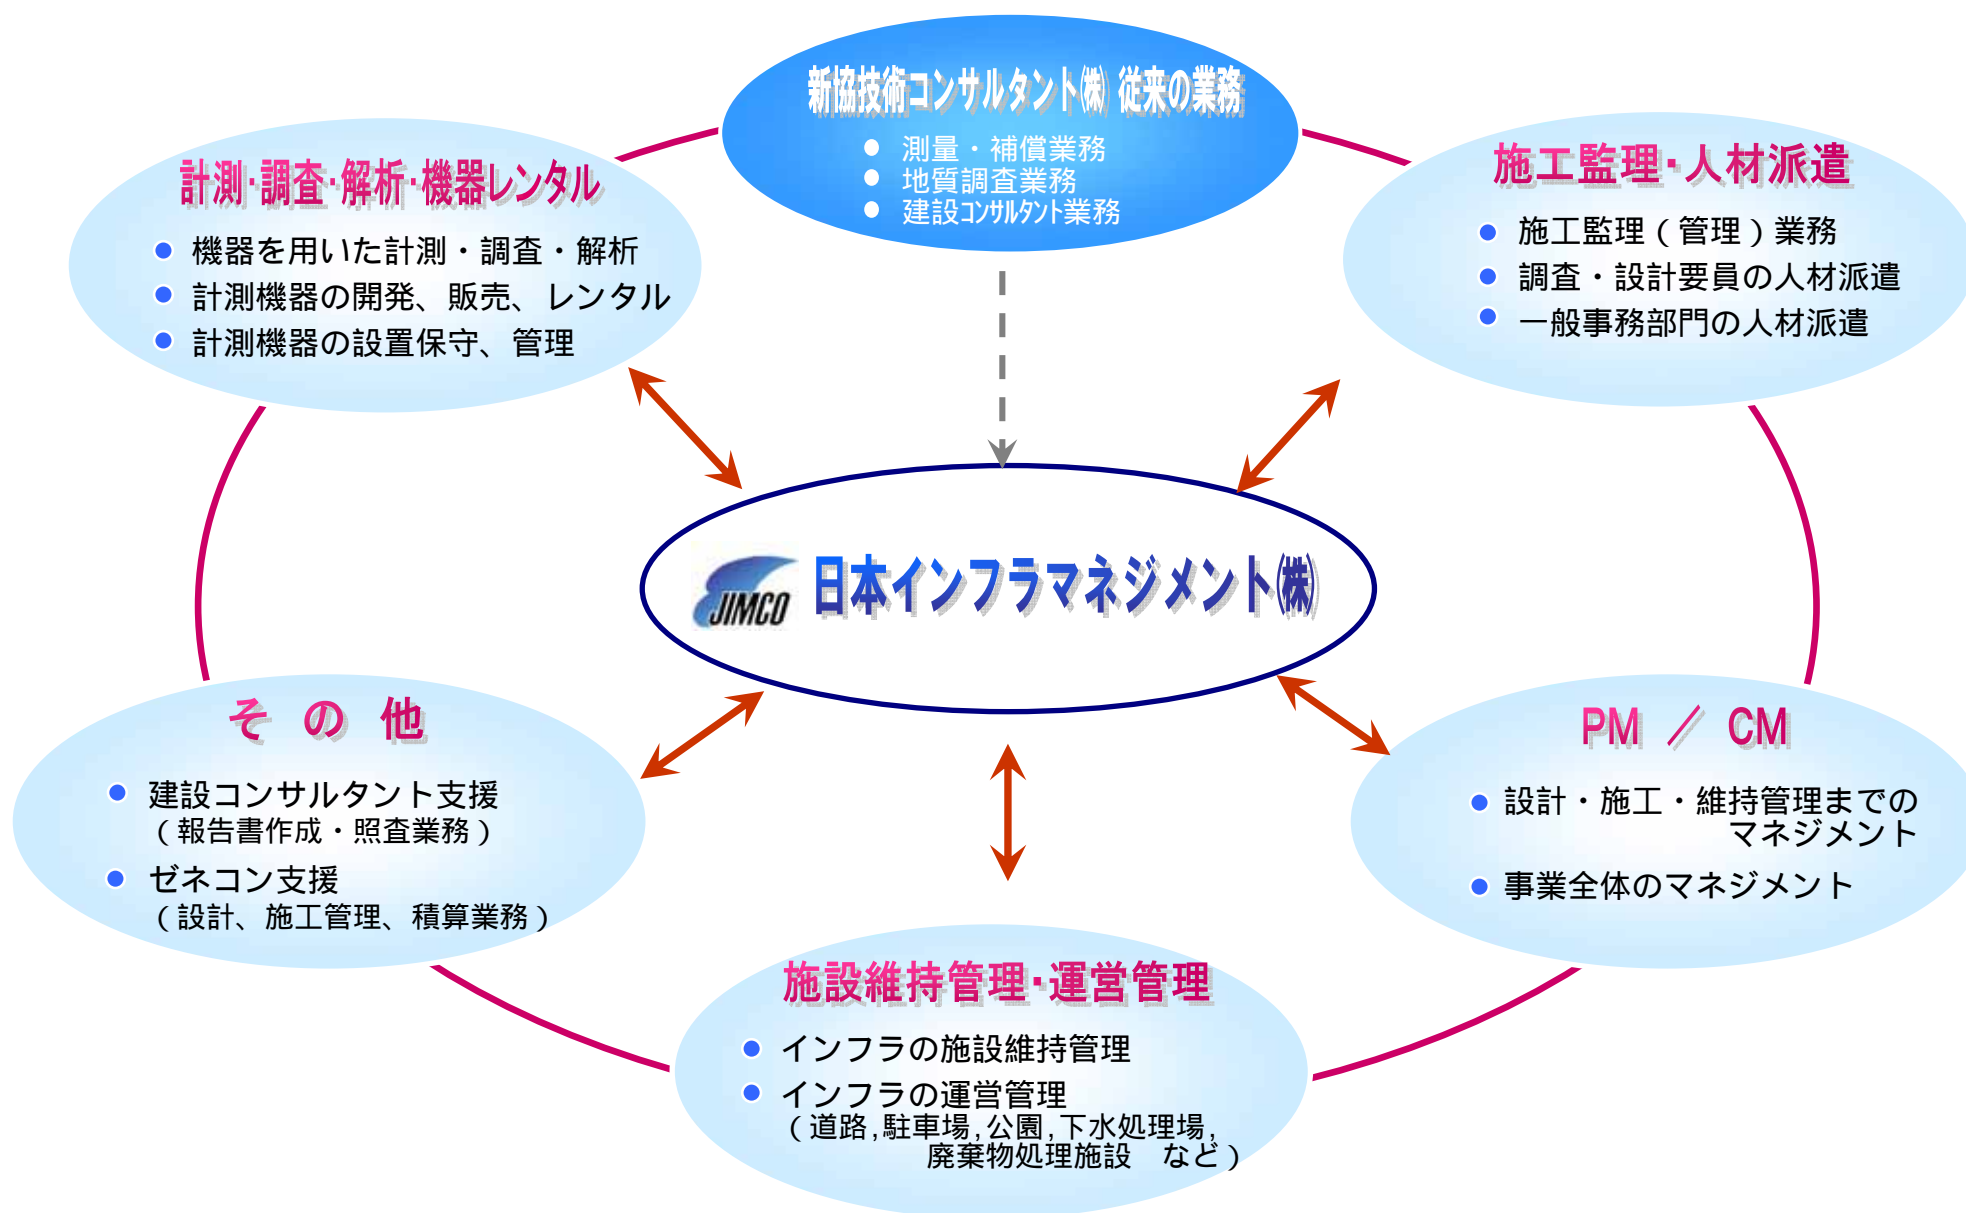 新協技術コンサルタント㈱ 従来の業務
測量・補償業務
地質調査業務
建設コンサルタント業務
計測・調査・解析・機器レンタル
機器を用いた計測・調査・解析
計測機器の開発、販売、レンタル
計測機器の設置保守、管理
施工監理・人材派遣
施工監理（管理）業務
調査・設計要員の人材派遣
一般事務部門の人材派遣
JIMCO 日本インフラマネジメント㈱
その他
建設コンサルタント支援
（報告書作成・照査業務）
ゼネコン支援
（設計、施工管理、積算業務）
PM ／ CM
設計・施工・維持管理までの
マネジメント
事業全体のマネジメント
施設維持管理・運営管理
インフラの施設維持管理
インフラの運営管理
（道路,駐車場,公園,下水処理場,
廃棄物処理施設　など）